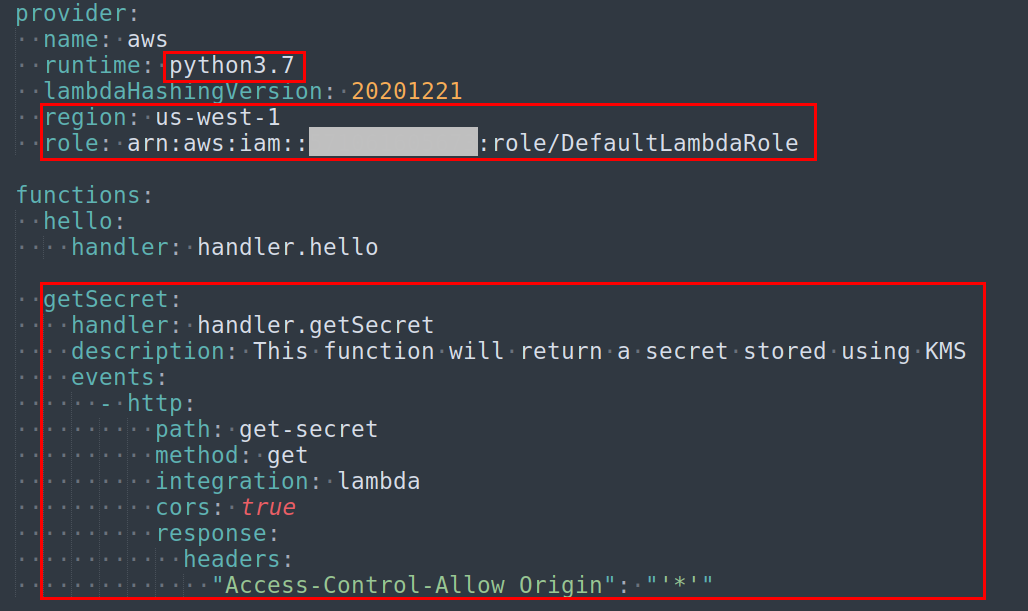 provider:
  name: aws
  runtime: python3.7
  lambdaHashingVersion: 20201221
  region: us-west-1
  role: arn:aws:iam:::role/DefaultLambdaRole
functions:
  hello:
    handler: handler.hello
  getSecret:
    handler: handler.getSecret
    description: This function will return a secret stored using KMS
    events:
      - http:
          path: get-secret
          method: get
          integration: lambda
          cors: true
          response:
            headers:
              "Access-Control-Allow Origin": "'*'"